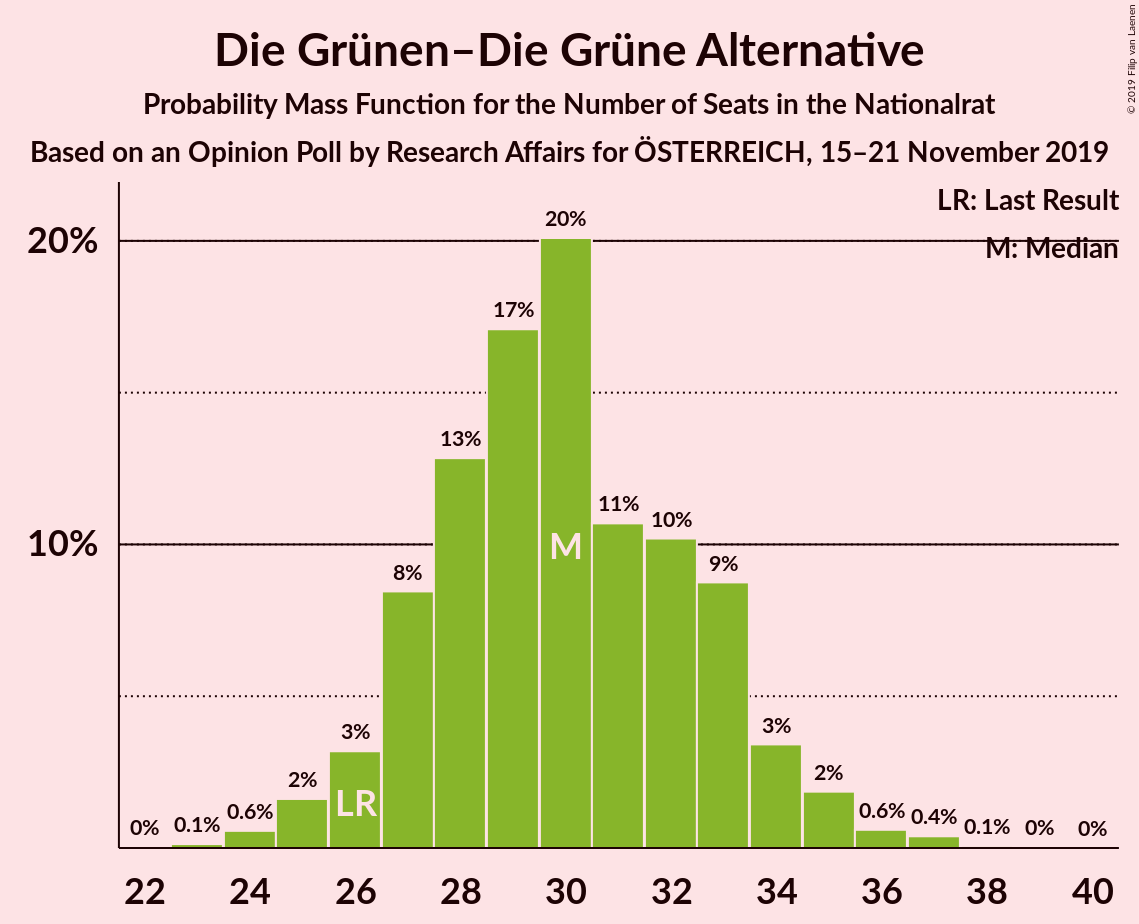 Die Grünen–Die Grüne Alternative
Probability Mass Function for the Number of Seats in the Nationalrat
Based on an Opinion Poll by Research Affairs for ÖSTERREICH, 15–21 November 2019
© 2019 Filip van Laenen
LR: Last Result
M: Median
20%
10%
0%
0.1%
0.6%
2%
3%
8%
13%
17%
20%
11%
10%
9%
3%
2%
0.6%
0.4%
0.1%
0%
0%
LR
M
22 24 26 28 30 32 34 36 38 40